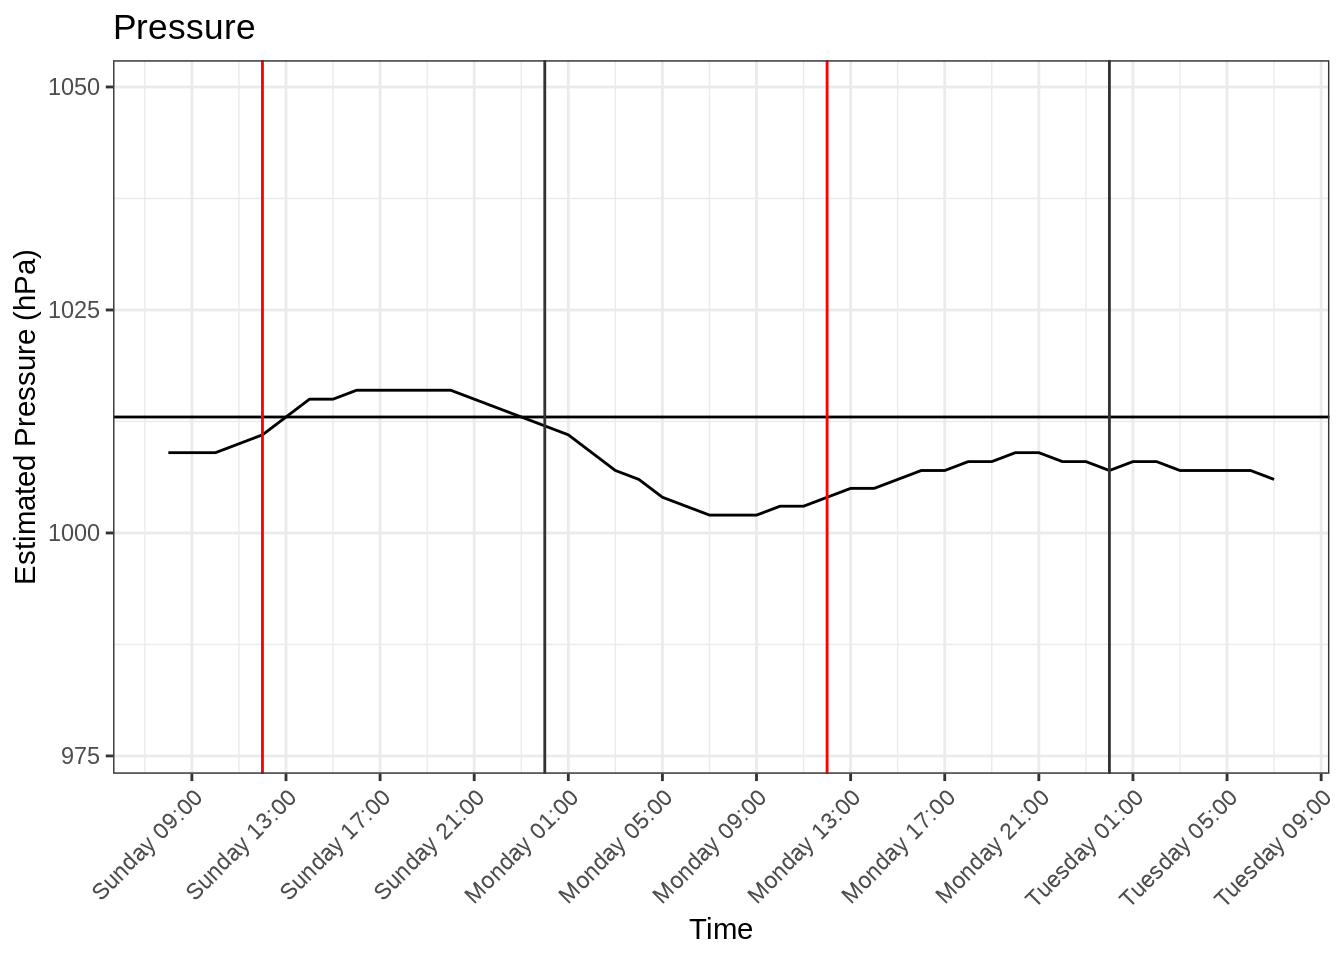 Pressure
Estimated Pressure (hPa)
1050
1025
1000
975
Sunday 09:00
Sunday 13:00
Sunday 17:00
Sunday 21:00
Monday 01:00
Monday 05:00
Monday 09:00
Monday 13:00
Monday 17:00
Monday 21:00
Tuesday 01:00
Tuesday 05:00
Tuesday 09:00
Time